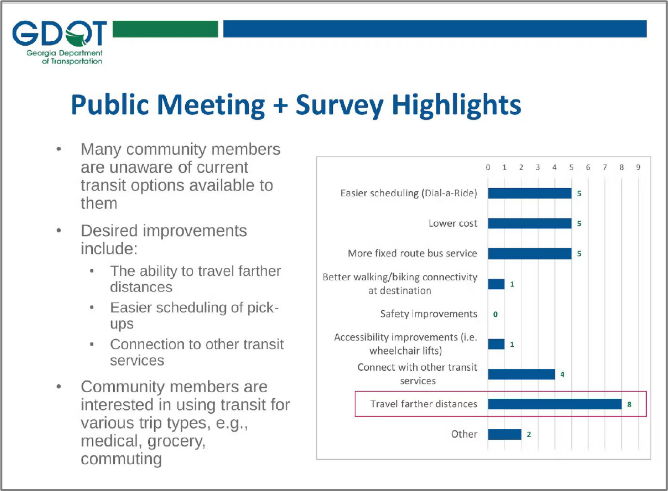 GDOT
Georgia Department
of Transportation
Public Meeting + Survey Highlights
• Many community members
are unaware of current
transit options available to
them
• Desired improvements
include:
• The ability to travel farther
distances
• Easier scheduling of pick-
ups
• Connection to other transit
services
• Community members are
interested in using transit for
various trip types, e.g.,
medical, grocery,
commuting
0 1 2 3 4 5 6 7 8 9
Easier scheduling (Dial-a-Ride) 5
Lower cost 5
More fixed route bus service 5
Better walking/biking connectivity
at destination 1
Safety improvements 0
Accessibility improvements (i.e.
wheelchair lifts) 1
Connect with other transit
services 4
Travel farther distances 8
Other 2